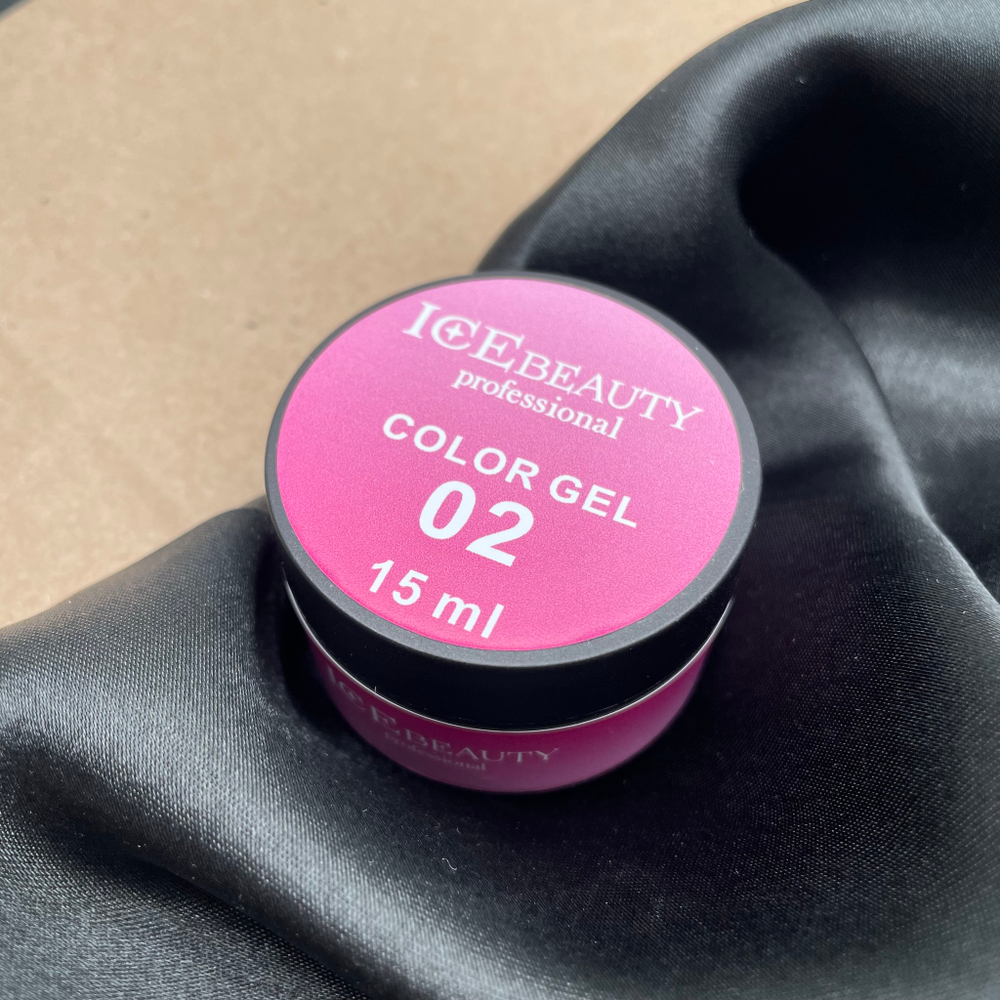 ICEBEAUTY
professional
COLOR GEL
02
15 ml
ICEBEAUTY
professional